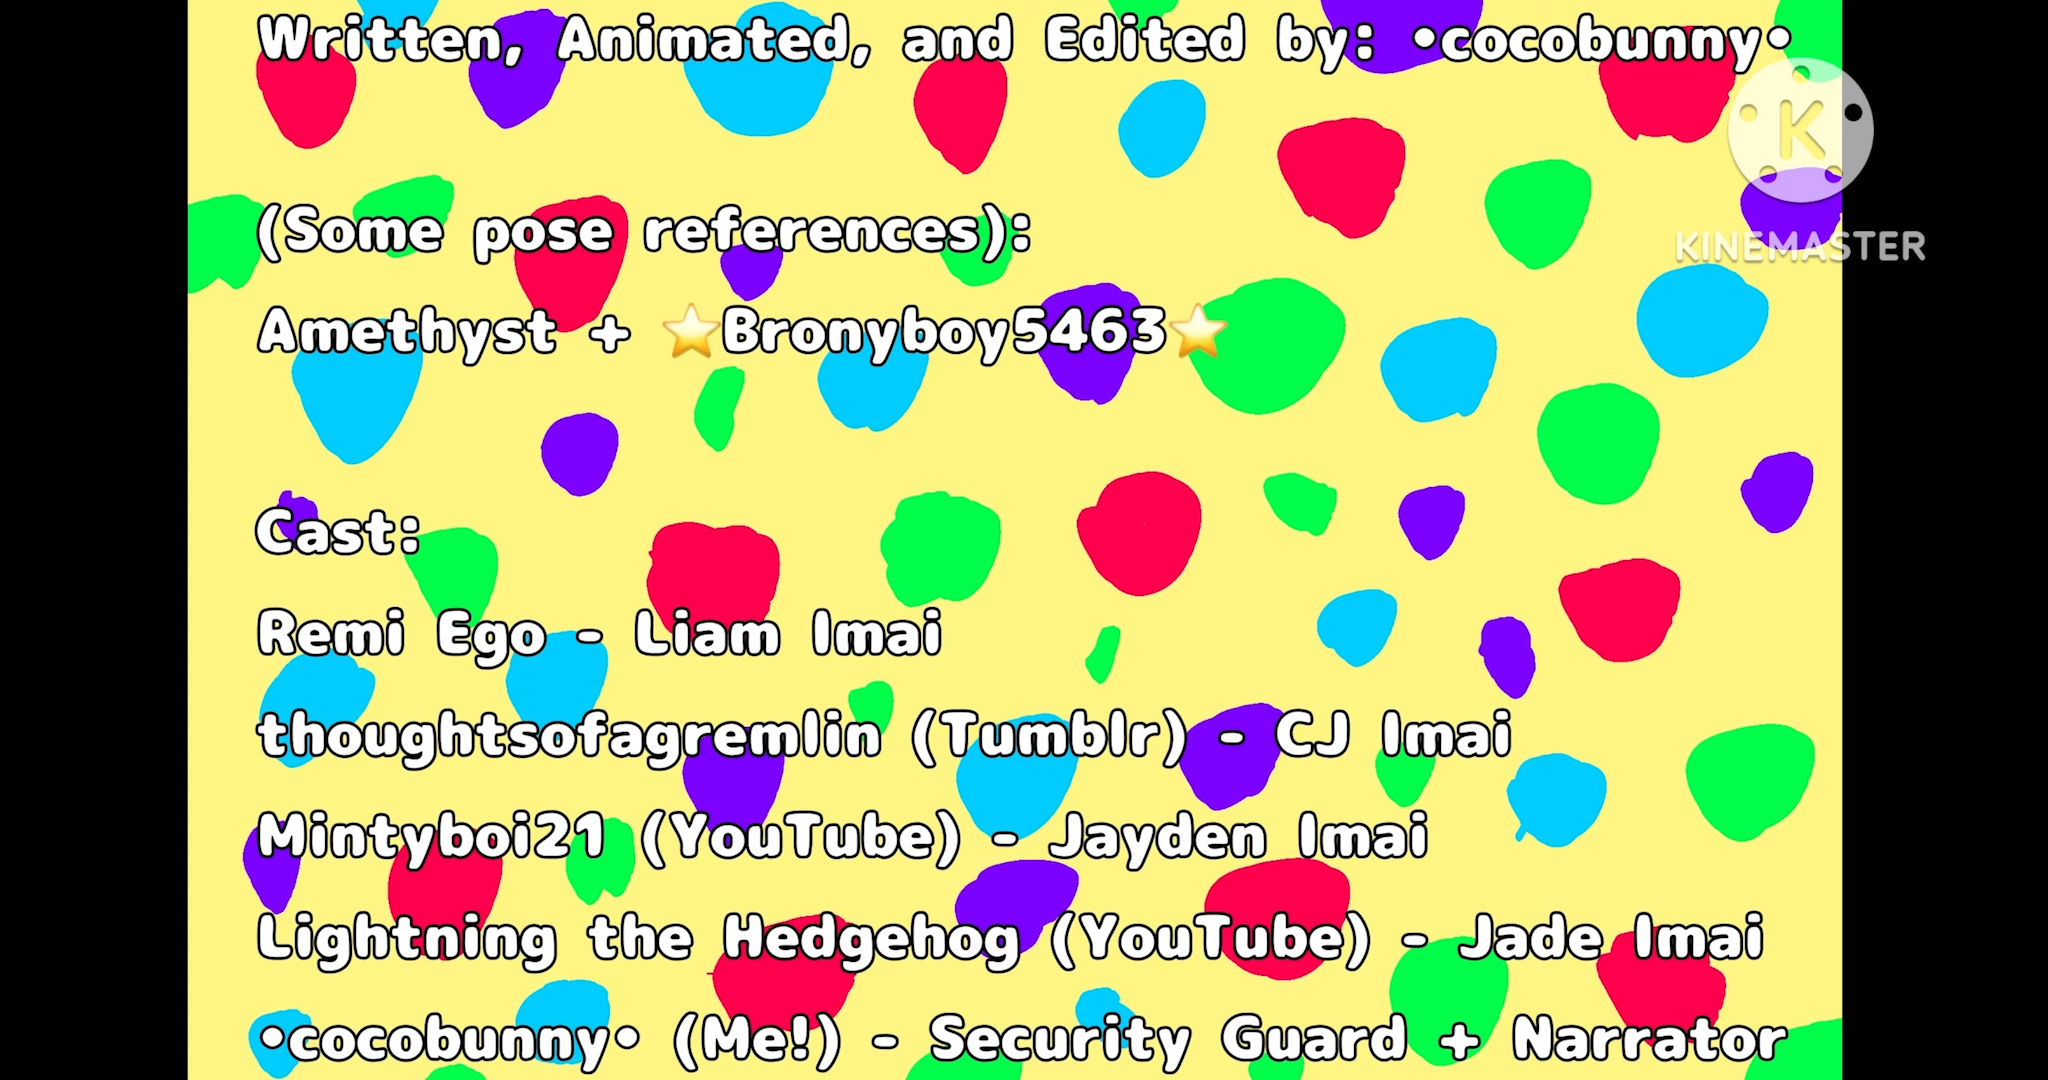 Written, Animated, and Edited by: •cocobunny•
K
KINEMASTER
(Some pose references):
Amethyst + ⭐Bronyboy5463⭐
Cast:
Remi Ego - Liam Imai
thoughtsofagremlin (Tumblr) - CJ Imai
Mintyboi21 (YouTube) - Jayden Imai
Lightning the Hedgehog (YouTube) - Jade Imai
•cocobunny• (Me!) - Security Guard + Narrator